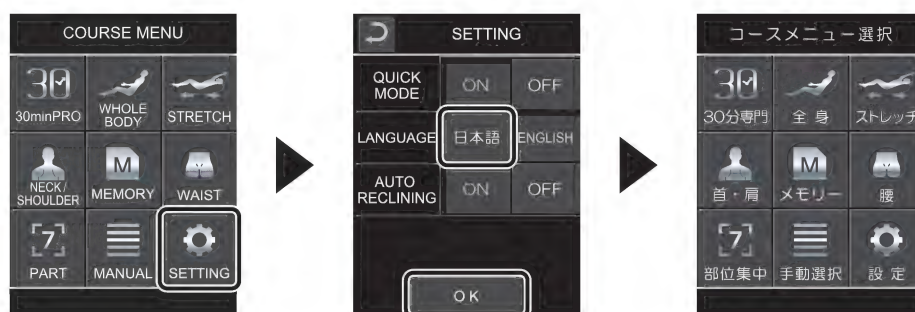 COURSE MENU
30
30minPRO
WHOLE
BODY
STRETCH
NECK/
SHOULDER
M
MEMORY
WAIST
7
PART
MANUAL
SETTING
SETTING
QUICK
MODE
ON
OFF
LANGUAGE
日本語
ENGLISH
AUTO
RECLINING
ON
OFF
OK
コースメニュー選択
30
30分専門
全身
ストレッチ
首・肩
M
メモリー
腰
7
部位集中
手動選択
設定